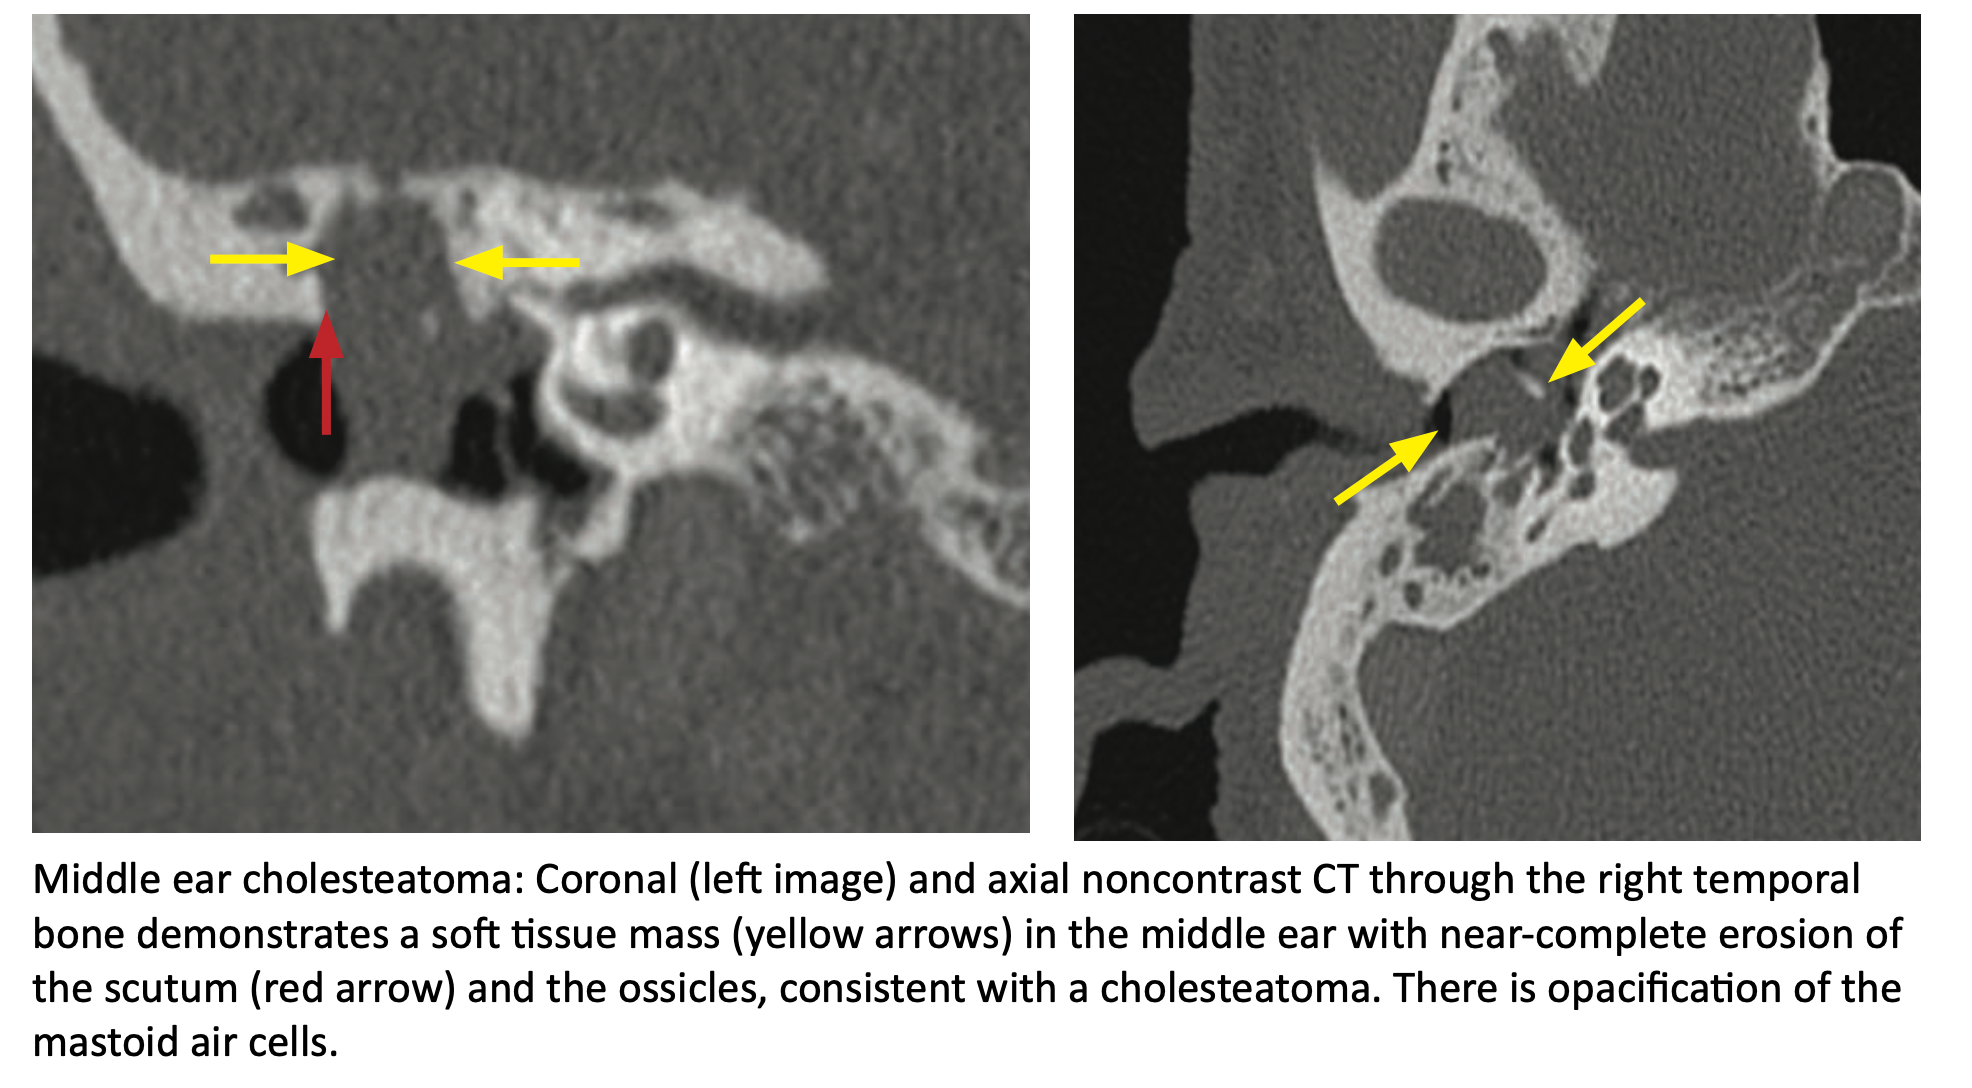 Middle ear cholesteatoma: Coronal (left image) and axial noncontrast CT through the right temporal
bone demonstrates a soft tissue mass (yellow arrows) in the middle ear with near-complete erosion of
the scutum (red arrow) and the ossicles, consistent with a cholesteatoma. There is opacification of the
mastoid air cells.